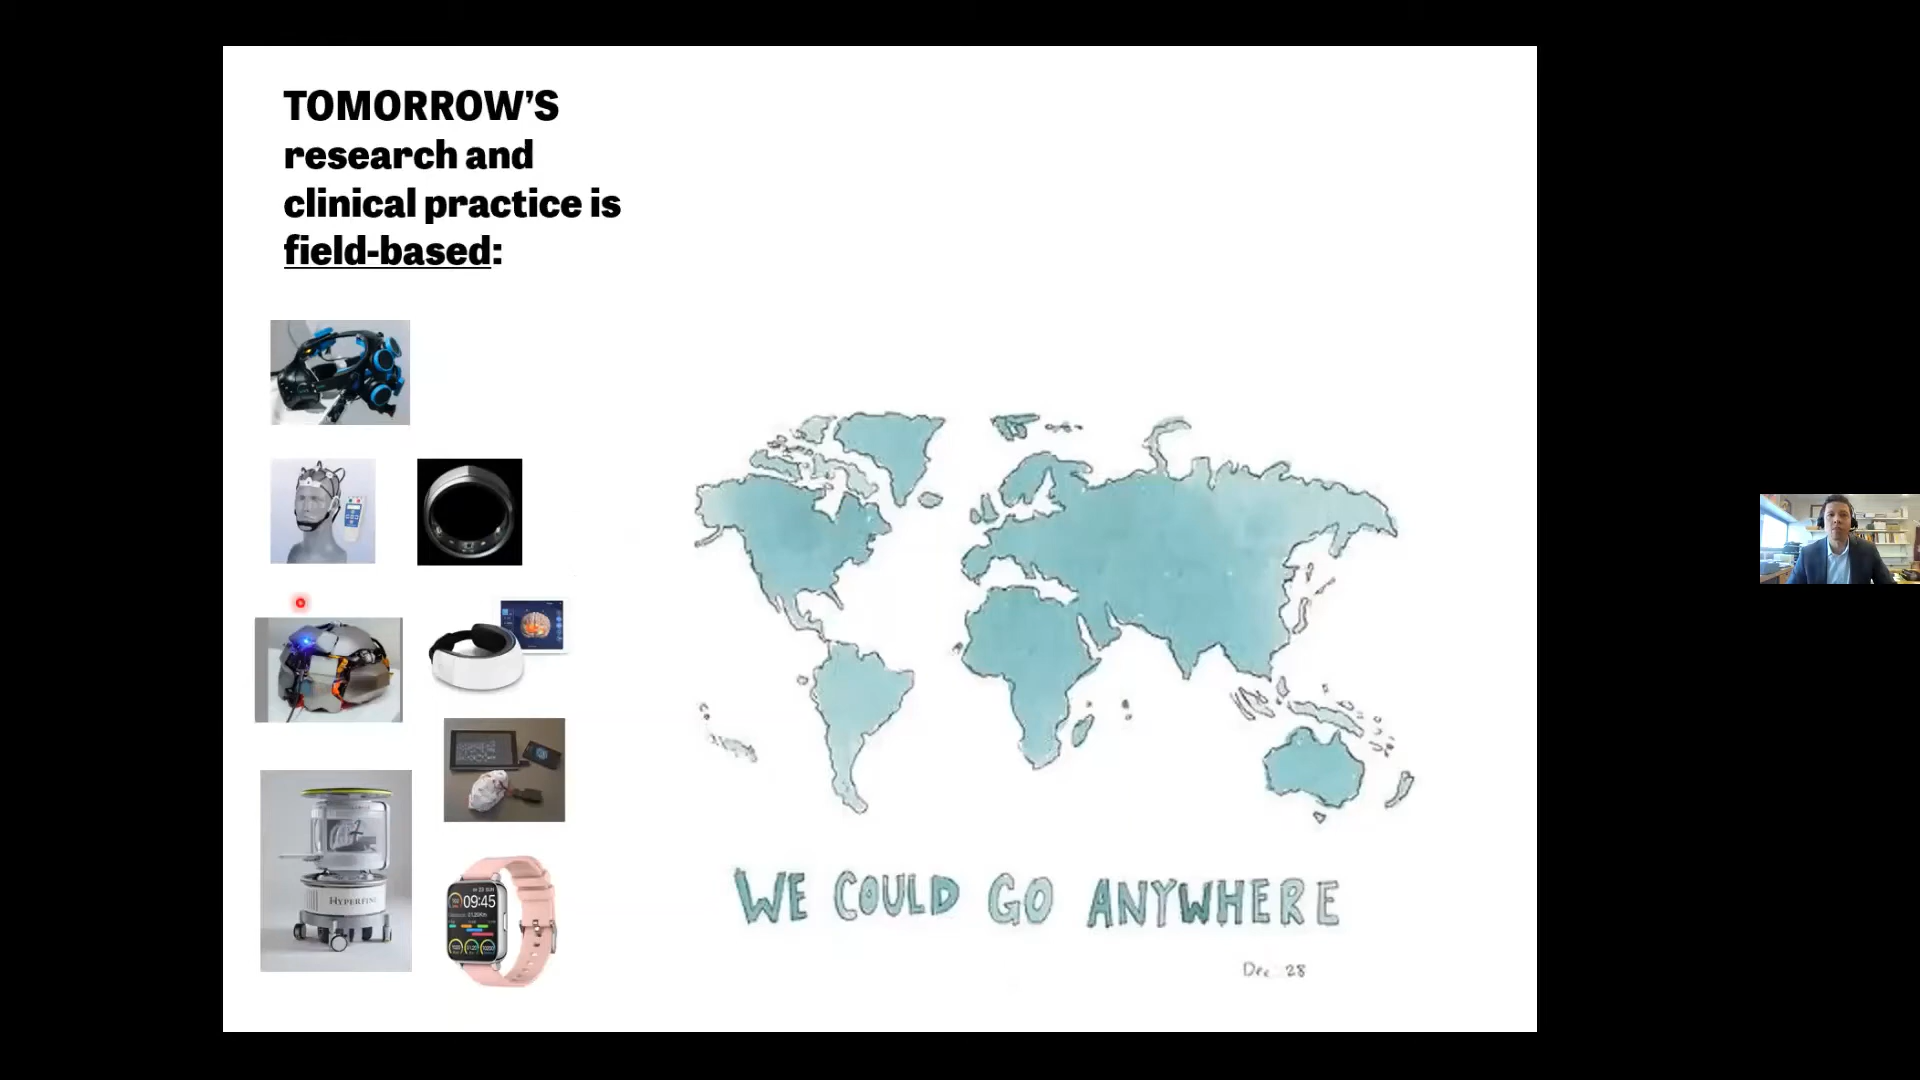 TOMORROW'S
research and
clinical practice is
field-based:
HYPERFINE
09:45
WE COULD GO ANYWHERE
Dec 28